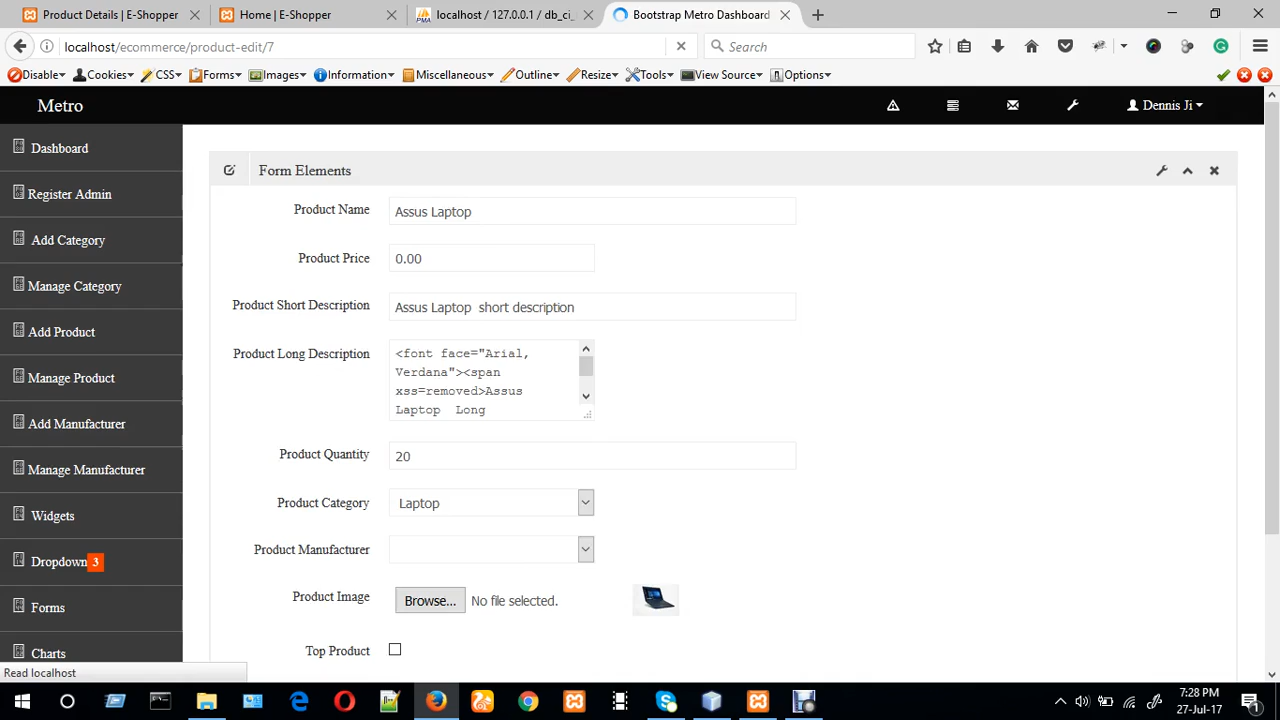 Product Details | E-Shopper
Home | E-Shopper
localhost / 127.0.0.1 / db_ci_
Bootstrap Metro Dashboard
localhost/ecommerce/product-edit/7
Search
Disable
Cookies
CSS
Forms
Images
Information
Miscellaneous
Outline
Resize
Tools
View Source
Options
Metro
Dennis Ji
Dashboard
Register Admin
Add Category
Manage Category
Add Product
Manage Product
Add Manufacturer
Manage Manufacturer
Widgets
Dropdown 3
Forms
Charts
Form Elements
Product Name
Assus Laptop
Product Price
0.00
Product Short Description
Assus Laptop short description
Product Long Description
<font face="Arial,
Verdana"><span
xss=removed>Assus
Laptop Long
Product Quantity
20
Product Category
Laptop
Product Manufacturer
Product Image
Browse...
No file selected.
Top Product
Read localhost
7:28 PM
27-Jul-17
1